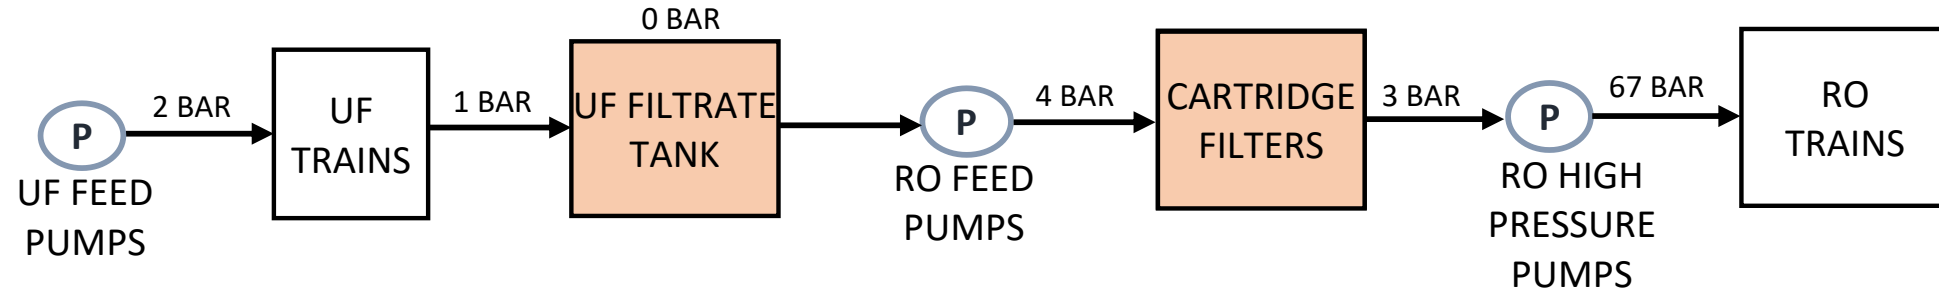 0 BAR
P
2 BAR
UF
TRAINS
1 BAR
UF FILTRATE
TANK
P
4 BAR
CARTRIDGE
FILTERS
3 BAR
P
67 BAR
RO
TRAINS
UF FEED
PUMPS
RO FEED
PUMPS
RO HIGH
PRESSURE
PUMPS